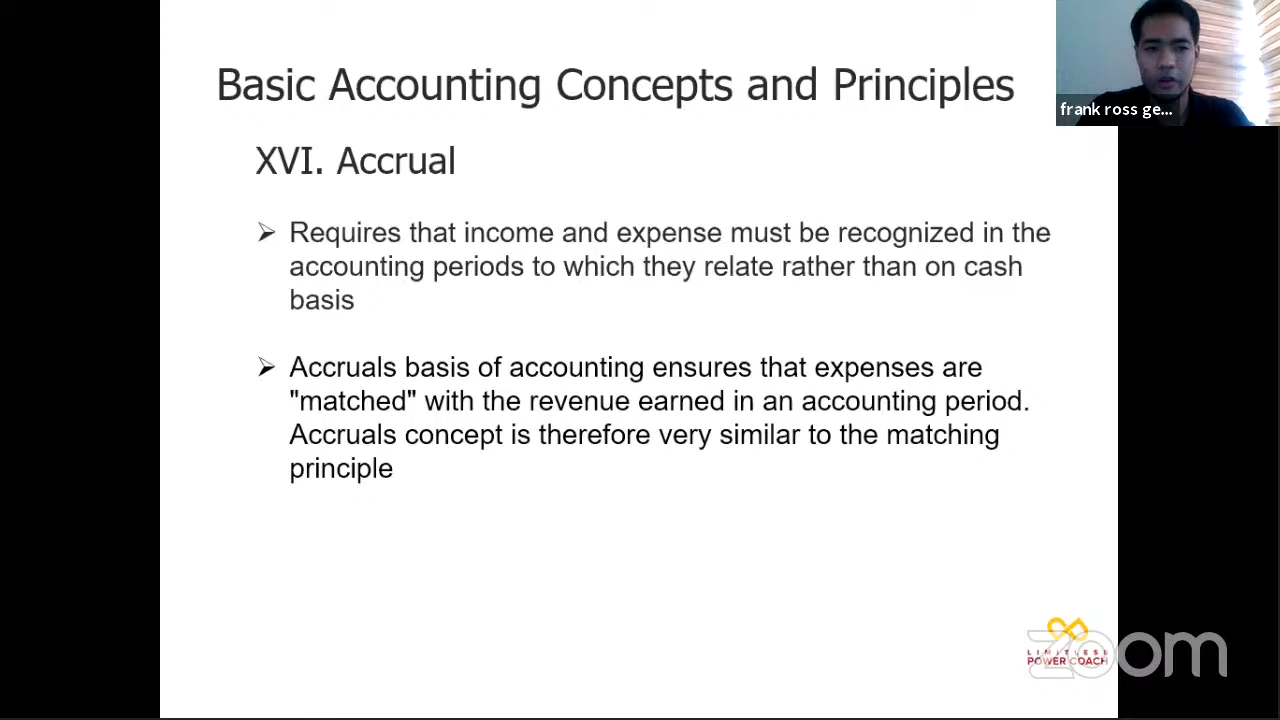 Basic Accounting Concepts and Principles
frank ross ge...
XVI. Accrual
➢ Requires that income and expense must be recognized in the
accounting periods to which they relate rather than on cash
basis
➢ Accruals basis of accounting ensures that expenses are
"matched" with the revenue earned in an accounting period.
Accruals concept is therefore very similar to the matching
principle
LIMITLESS
POWER COACH
zoom